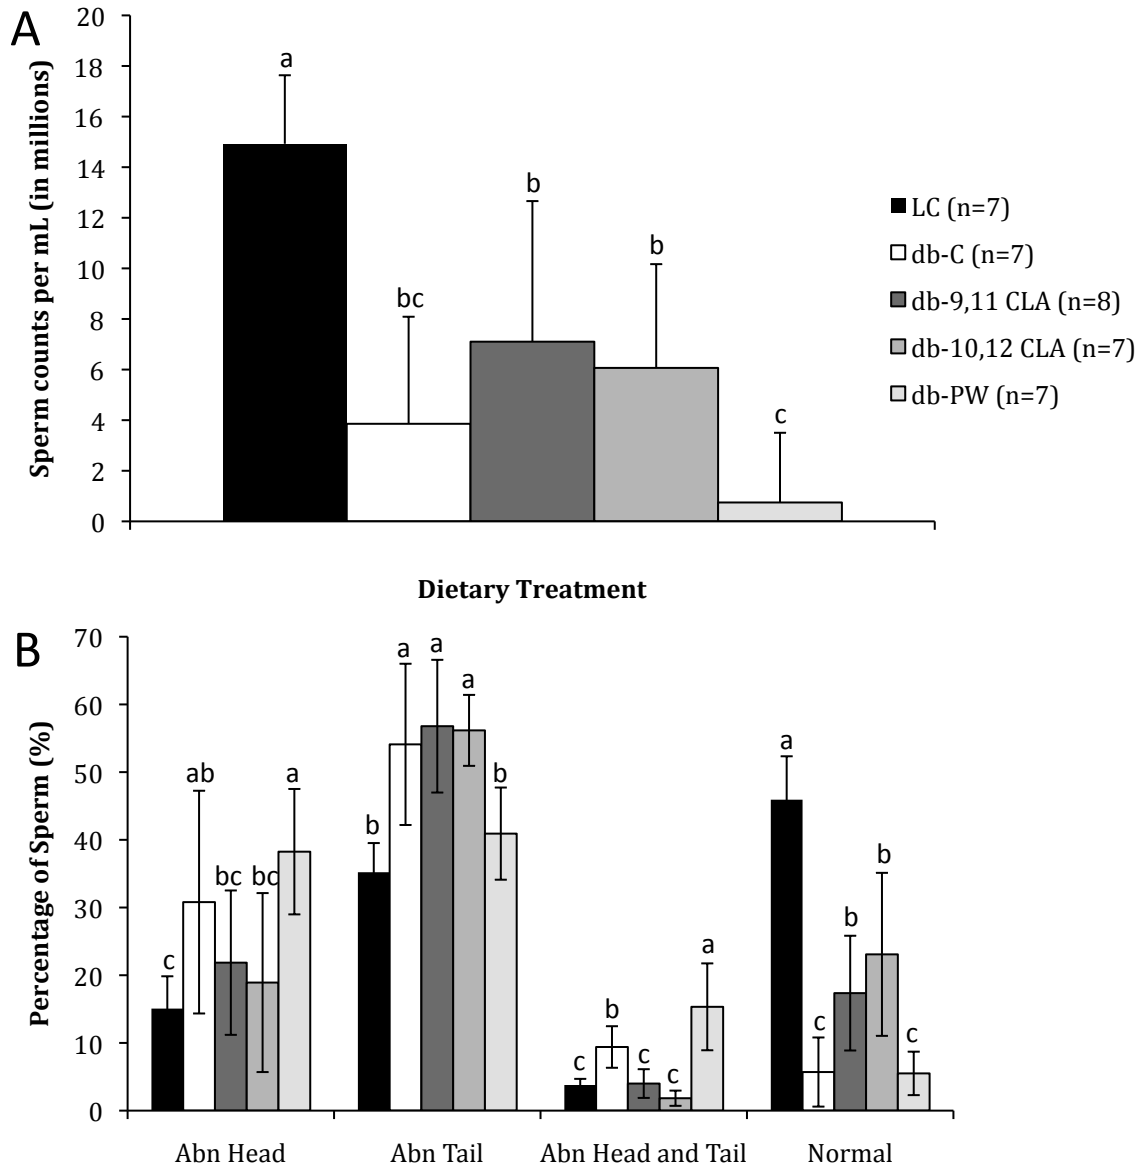 A
Sperm counts per mL (in millions)
20
18
16
14
12
10
8
6
4
2
0
a
bc
b
b
c
LC (n=7)
db-C (n=7)
db-9,11 CLA (n=8)
db-10,12 CLA (n=7)
db-PW (n=7)
Dietary Treatment
B
Percentage of Sperm (%)
70
60
50
40
30
20
10
0
c
ab
bc
bc
a
b
a
a
a
b
c
b
c
c
a
a
c
b
b
c
Abn Head
Abn Tail
Abn Head and Tail
Normal